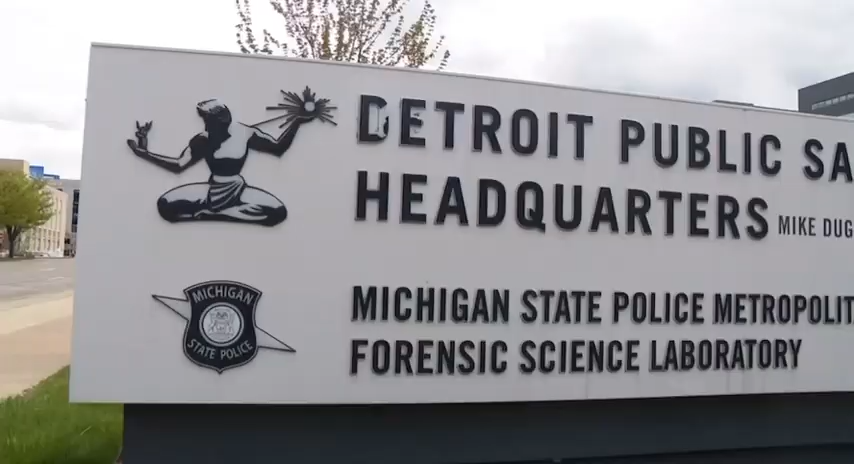 DETROIT PUBLIC SA
HEADQUARTERS MIKE DUG
MICHIGAN STATE POLICE METROPOLIT
FORENSIC SCIENCE LABORATORY
MICHIGAN
STATE POLICE